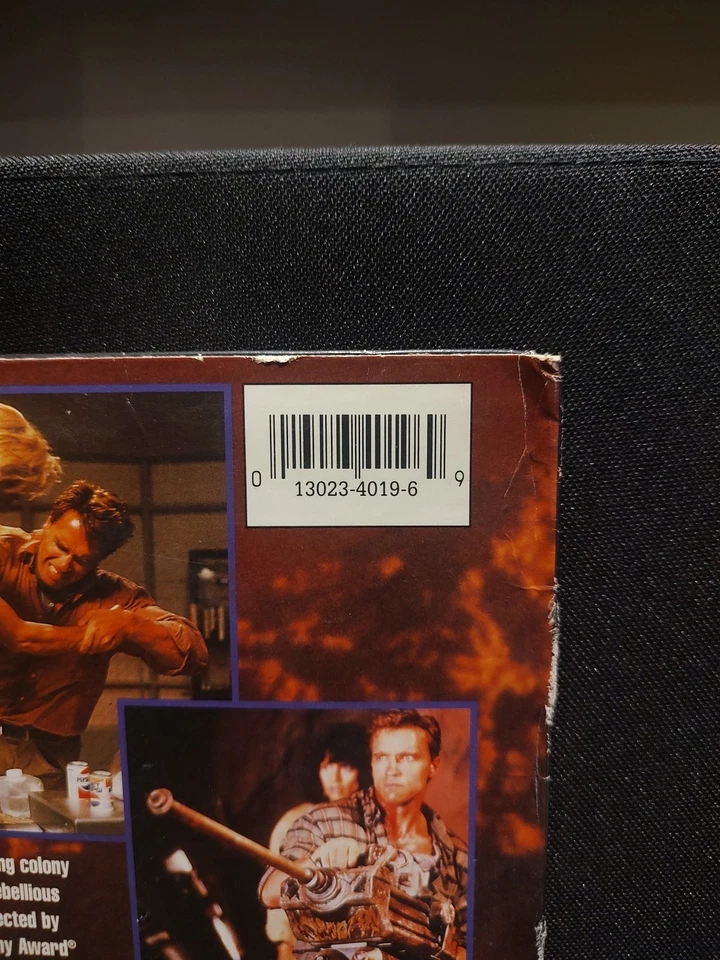 0 13023-4019-6 9
ng colony
ebellious
ected by
ny Award®